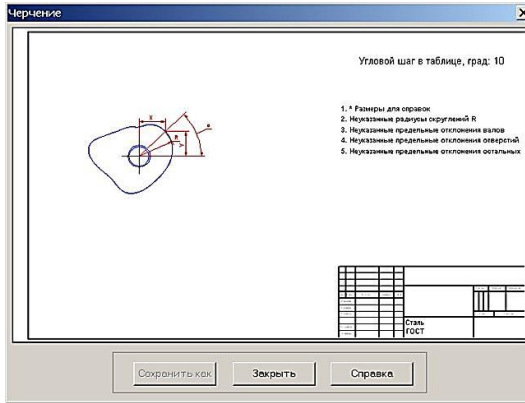 Черчение
Угловой шаг в таблице, град: 10
1. * Размеры для справок
2. Неуказанные радиусы скруглений R
3. Неуказанные предельные отклонения валов
4. Неуказанные предельные отклонения отверстий
5. Неуказанные предельные отклонения остальных
X
R
Y
Сталь
ГОСТ
Сохранить как Закрыть Справка